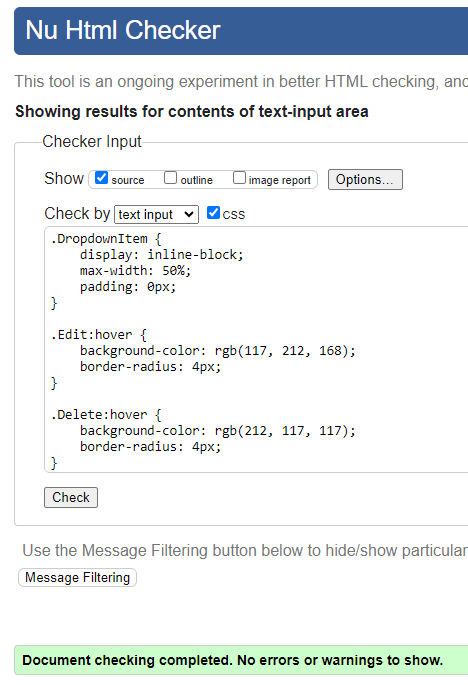 Nu Html Checker
This tool is an ongoing experiment in better HTML checking, and
Showing results for contents of text-input area
Checker Input
Show source outline image report Options...
Check by text input css
.DropdownItem {
    display: inline-block;
    max-width: 50%;
    padding: 0px;
}

.Edit:hover {
    background-color: rgb(117, 212, 168);
    border-radius: 4px;
}

.Delete:hover {
    background-color: rgb(212, 117, 117);
    border-radius: 4px;
}
Check
Use the Message Filtering button below to hide/show particular
Message Filtering
Document checking completed. No errors or warnings to show.